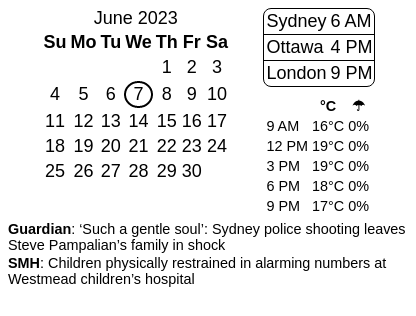 June 2023
Su Mo Tu We Th Fr Sa
1 2 3
4 5 6 7 8 9 10
11 12 13 14 15 16 17
18 19 20 21 22 23 24
25 26 27 28 29 30
Sydney 6 AM
Ottawa 4 PM
London 9 PM
°C ☂
9 AM 16°C 0%
12 PM 19°C 0%
3 PM 19°C 0%
6 PM 18°C 0%
9 PM 17°C 0%
Guardian: ‘Such a gentle soul’: Sydney police shooting leaves
Steve Pampalian’s family in shock
SMH: Children physically restrained in alarming numbers at
Westmead children’s hospital